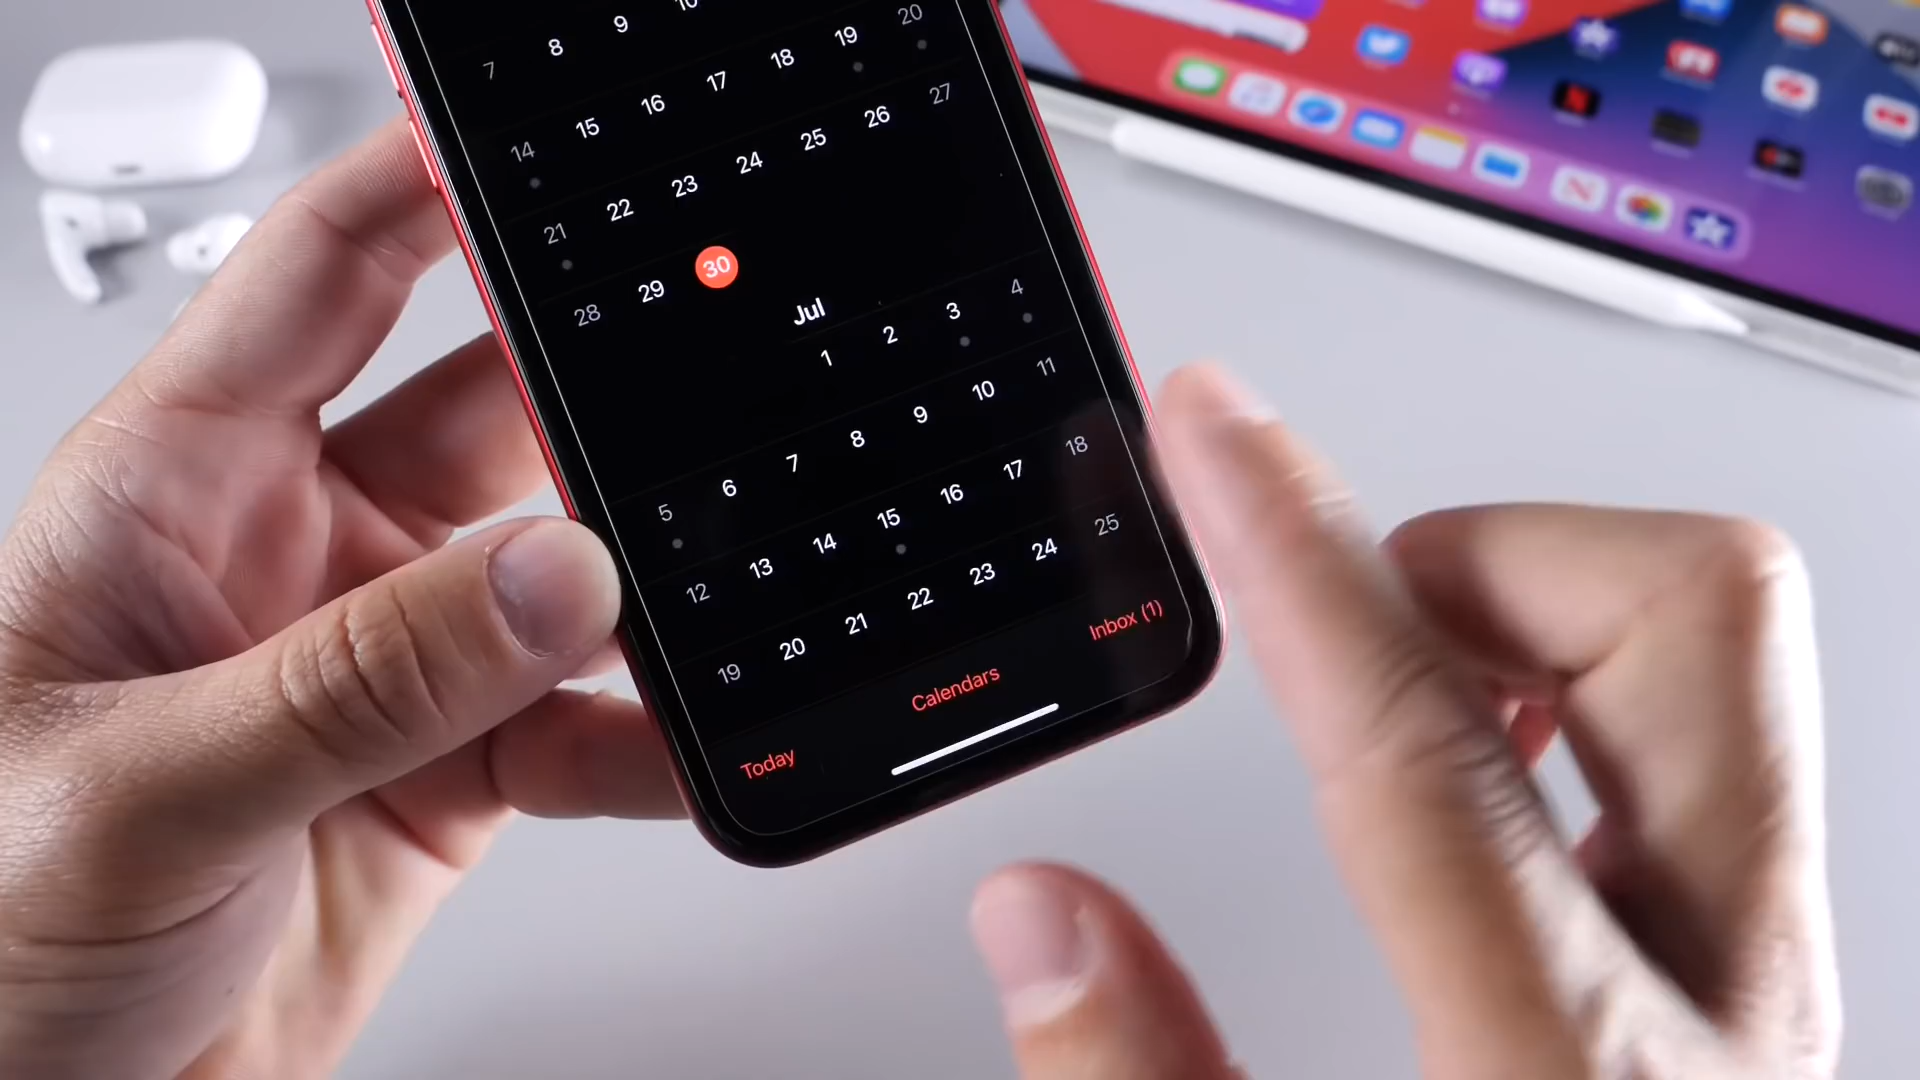 7 8 9 10
14 15 16 17 18 19 20
21 22 23 24 25 26 27
28 29 30
Jul
1 2 3 4
5 6 7 8 9 10 11
12 13 14 15 16 17 18
19 20 21 22 23 24 25
Today Calendars Inbox (1)